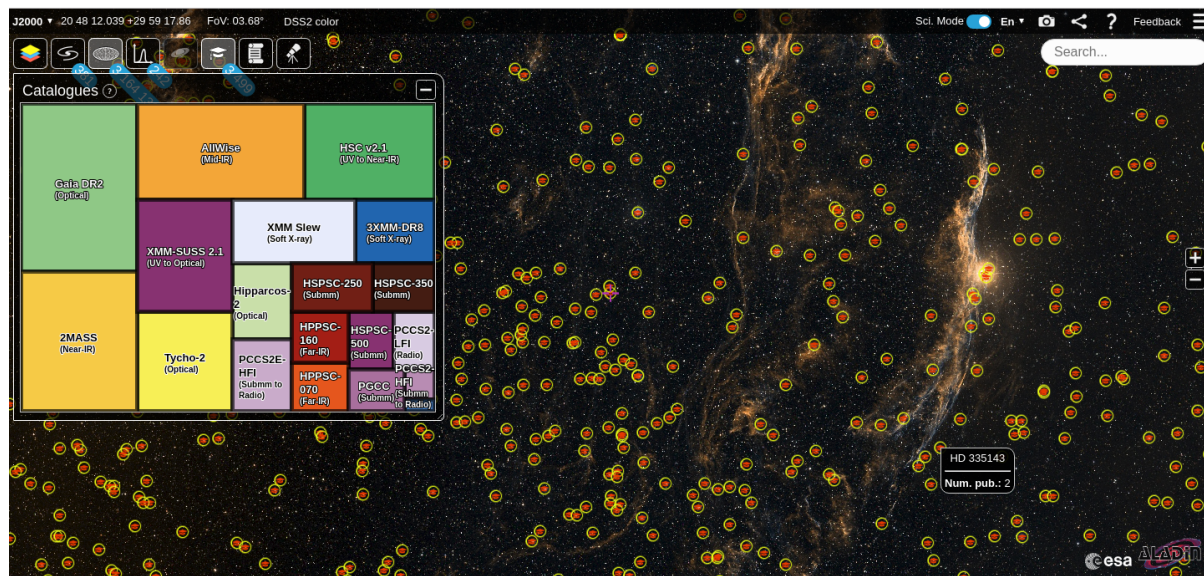 J2000 ▼ 20 48 12.039 +29 59 17.86 FoV: 03.68° DSS2 color
Sci. Mode En ▼ ? Feedback
Search...
Catalogues ?
AllWise
(Mid-IR)
HSC v2.1
(UV to Near-IR)
Gaia DR2
(Optical)
XMM-SUSS 2.1
(UV to Optical)
XMM Slew
(Soft X-ray)
3XMM-DR8
(Soft X-ray)
Hipparcos-
2
(Optical)
HSPSC-250
(Submm)
HSPSC-350
(Submm)
2MASS
(Near-IR)
Tycho-2
(Optical)
PCCS2E-
HFI
(Submm to
Radio)
HPPSC-
160
(Far-IR)
HSPSC-
500
(Submm)
PCCS2-
LFI
(Radio)
HPPSC-
070
(Far-IR)
PGCC
(Submm)
PCCS2-
HFI
(Submm
to Radio)
HD 335143
Num. pub.: 2
esa
ALADIN